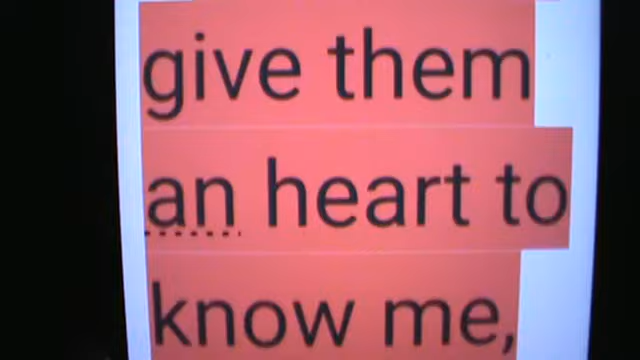 give them
an heart to
know me,